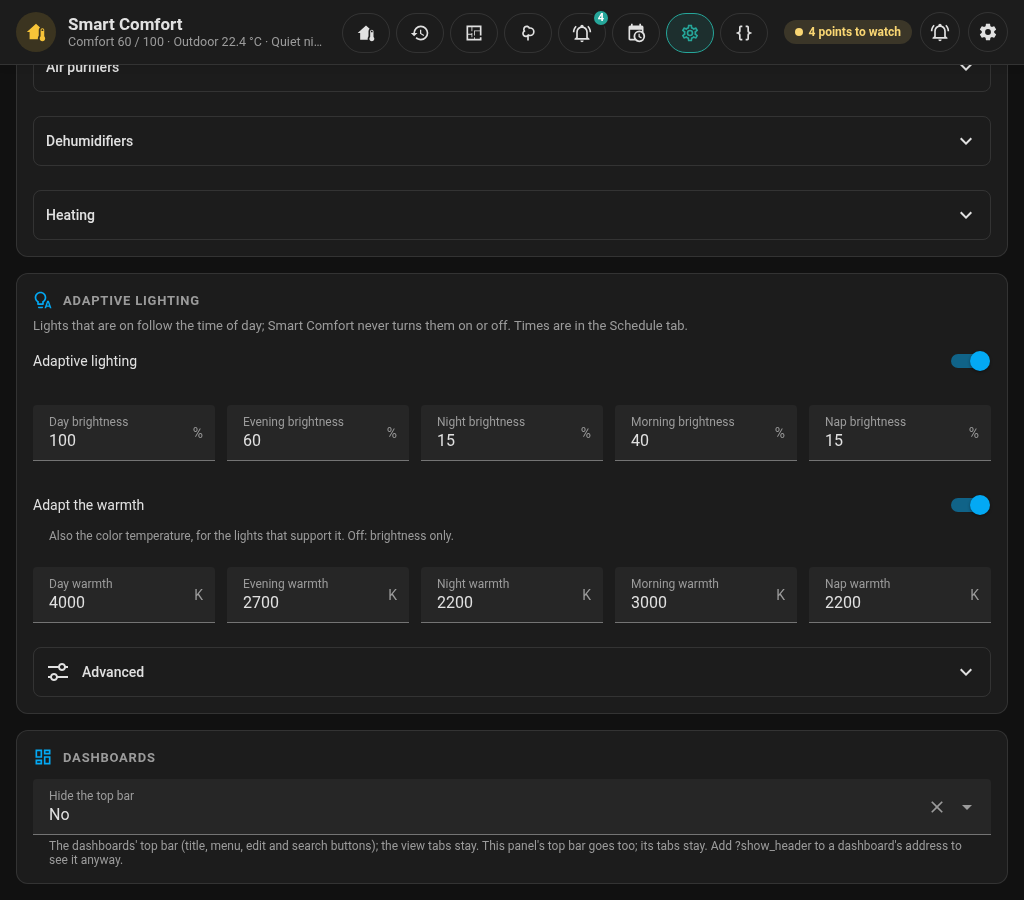 Smart Comfort
Comfort 60 / 100 · Outdoor 22.4 °C · Quiet ni...
4
4 points to watch
Air purifiers
Dehumidifiers
Heating
ADAPTIVE LIGHTING
Lights that are on follow the time of day; Smart Comfort never turns them on or off. Times are in the Schedule tab.
Adaptive lighting
Day brightness
100 %
Evening brightness
60 %
Night brightness
15 %
Morning brightness
40 %
Nap brightness
15 %
Adapt the warmth
Also the color temperature, for the lights that support it. Off: brightness only.
Day warmth
4000 K
Evening warmth
2700 K
Night warmth
2200 K
Morning warmth
3000 K
Nap warmth
2200 K
Advanced
DASHBOARDS
Hide the top bar
No
The dashboards' top bar (title, menu, edit and search buttons); the view tabs stay. This panel's top bar goes too; its tabs stay. Add ?show_header to a dashboard's address to
see it anyway.